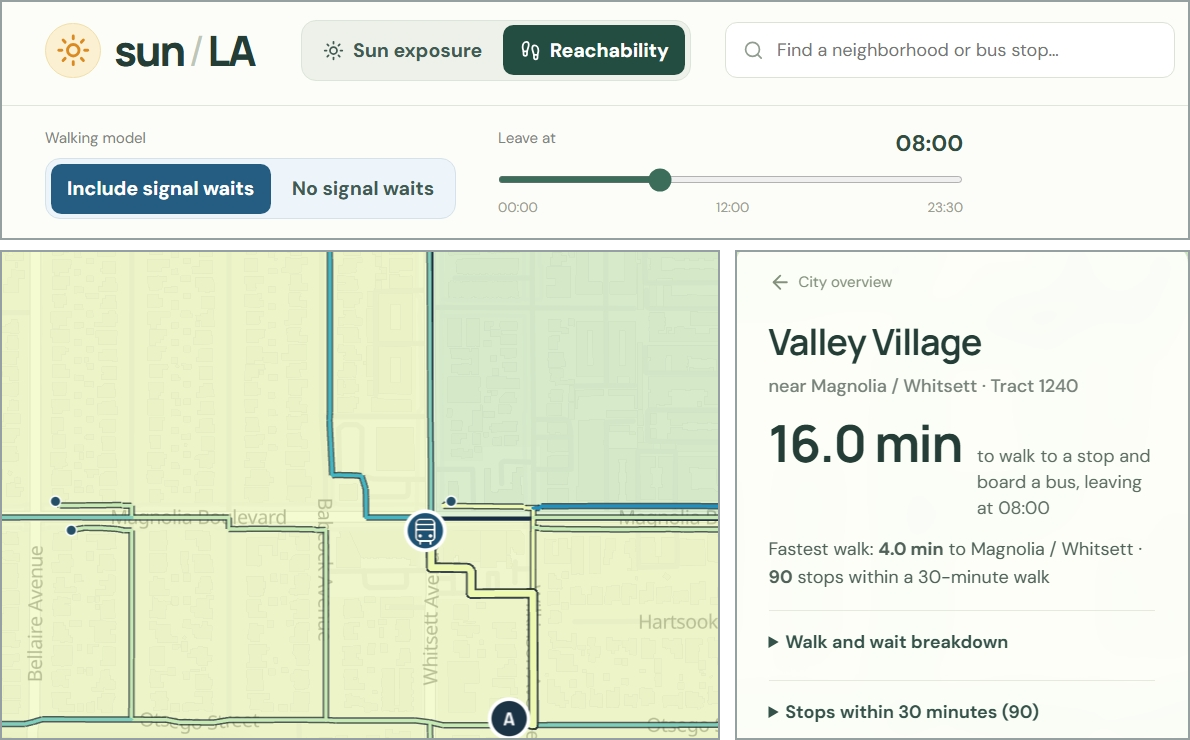 sun / LA
Sun exposure
Reachability
Find a neighborhood or bus stop...
Walking model
Leave at
08:00
Include signal waits
No signal waits
00:00
12:00
23:30
City overview
Valley Village
near Magnolia / Whitsett · Tract 1240
16.0 min
to walk to a stop and
board a bus, leaving
at 08:00
Fastest walk: 4.0 min to Magnolia / Whitsett ·
90 stops within a 30-minute walk
Walk and wait breakdown
Stops within 30 minutes (90)
Magnolia Boulevard
Magnolia B
Babcock Avenue
Bellaire Avenue
Whitsett Ave
Hartsook
Otsego Street
Otsego S
A